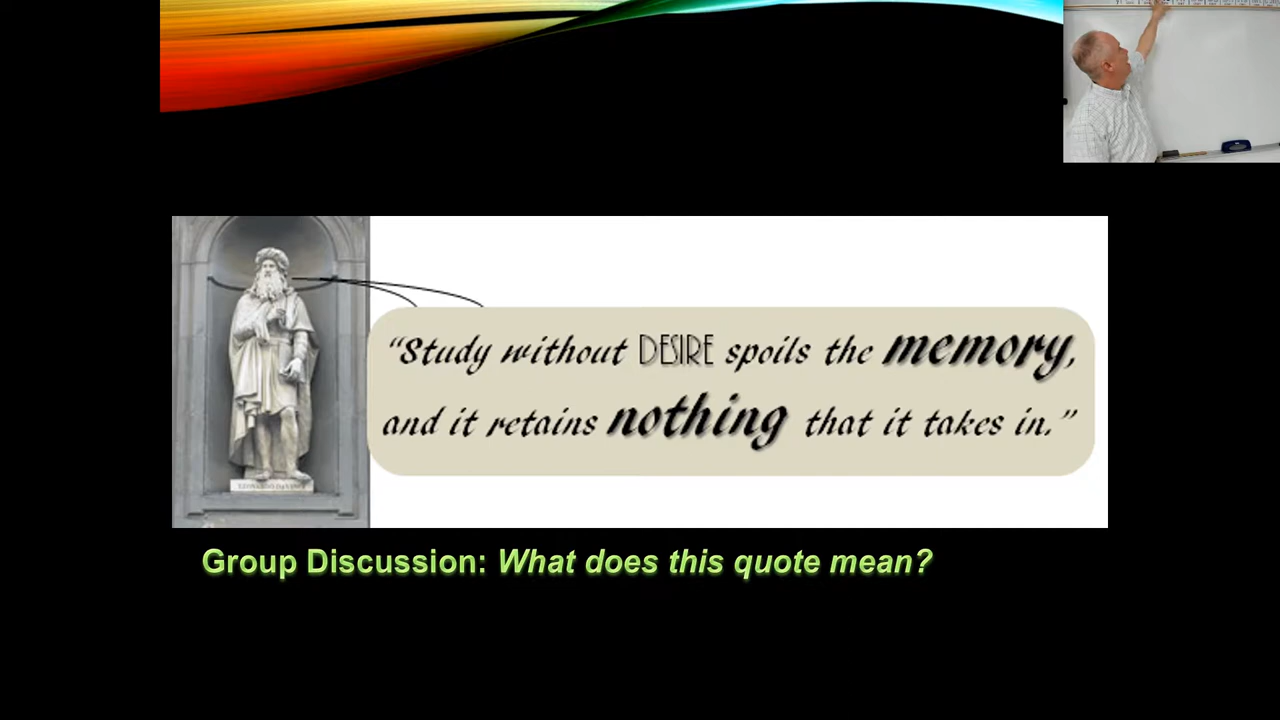 “Study without DESIRE spoils the memory,
and it retains nothing that it takes in.”
Group Discussion: What does this quote mean?